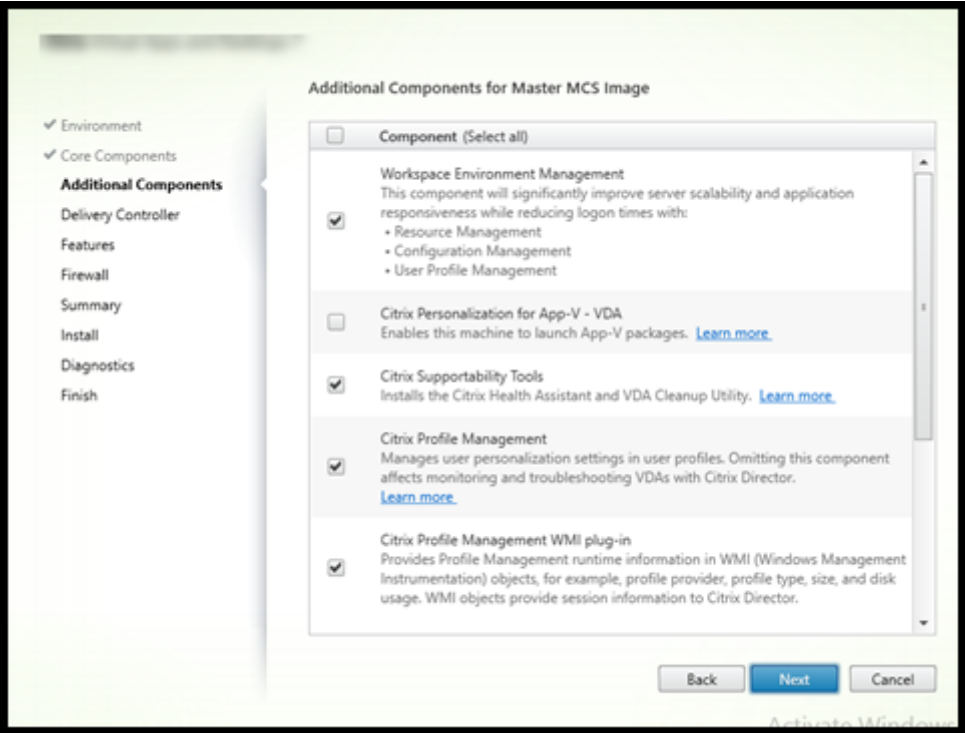 Additional Components for Master MCS Image
Environment
Core Components
Additional Components
Delivery Controller
Features
Firewall
Summary
Install
Diagnostics
Finish
Component (Select all)
Workspace Environment Management
This component will significantly improve server scalability and application
responsiveness while reducing logon times with:
• Resource Management
• Configuration Management
• User Profile Management
Citrix Personalization for App-V - VDA
Enables this machine to launch App-V packages. Learn more
Citrix Supportability Tools
Installs the Citrix Health Assistant and VDA Cleanup Utility. Learn more
Citrix Profile Management
Manages user personalization settings in user profiles. Omitting this component
affects monitoring and troubleshooting VDAs with Citrix Director.
Learn more
Citrix Profile Management WMI plug-in
Provides Profile Management runtime information in WMI (Windows Management
Instrumentation) objects, for example, profile provider, profile type, size, and disk
usage. WMI objects provide session information to Citrix Director.
Back Next Cancel
Activate Windows